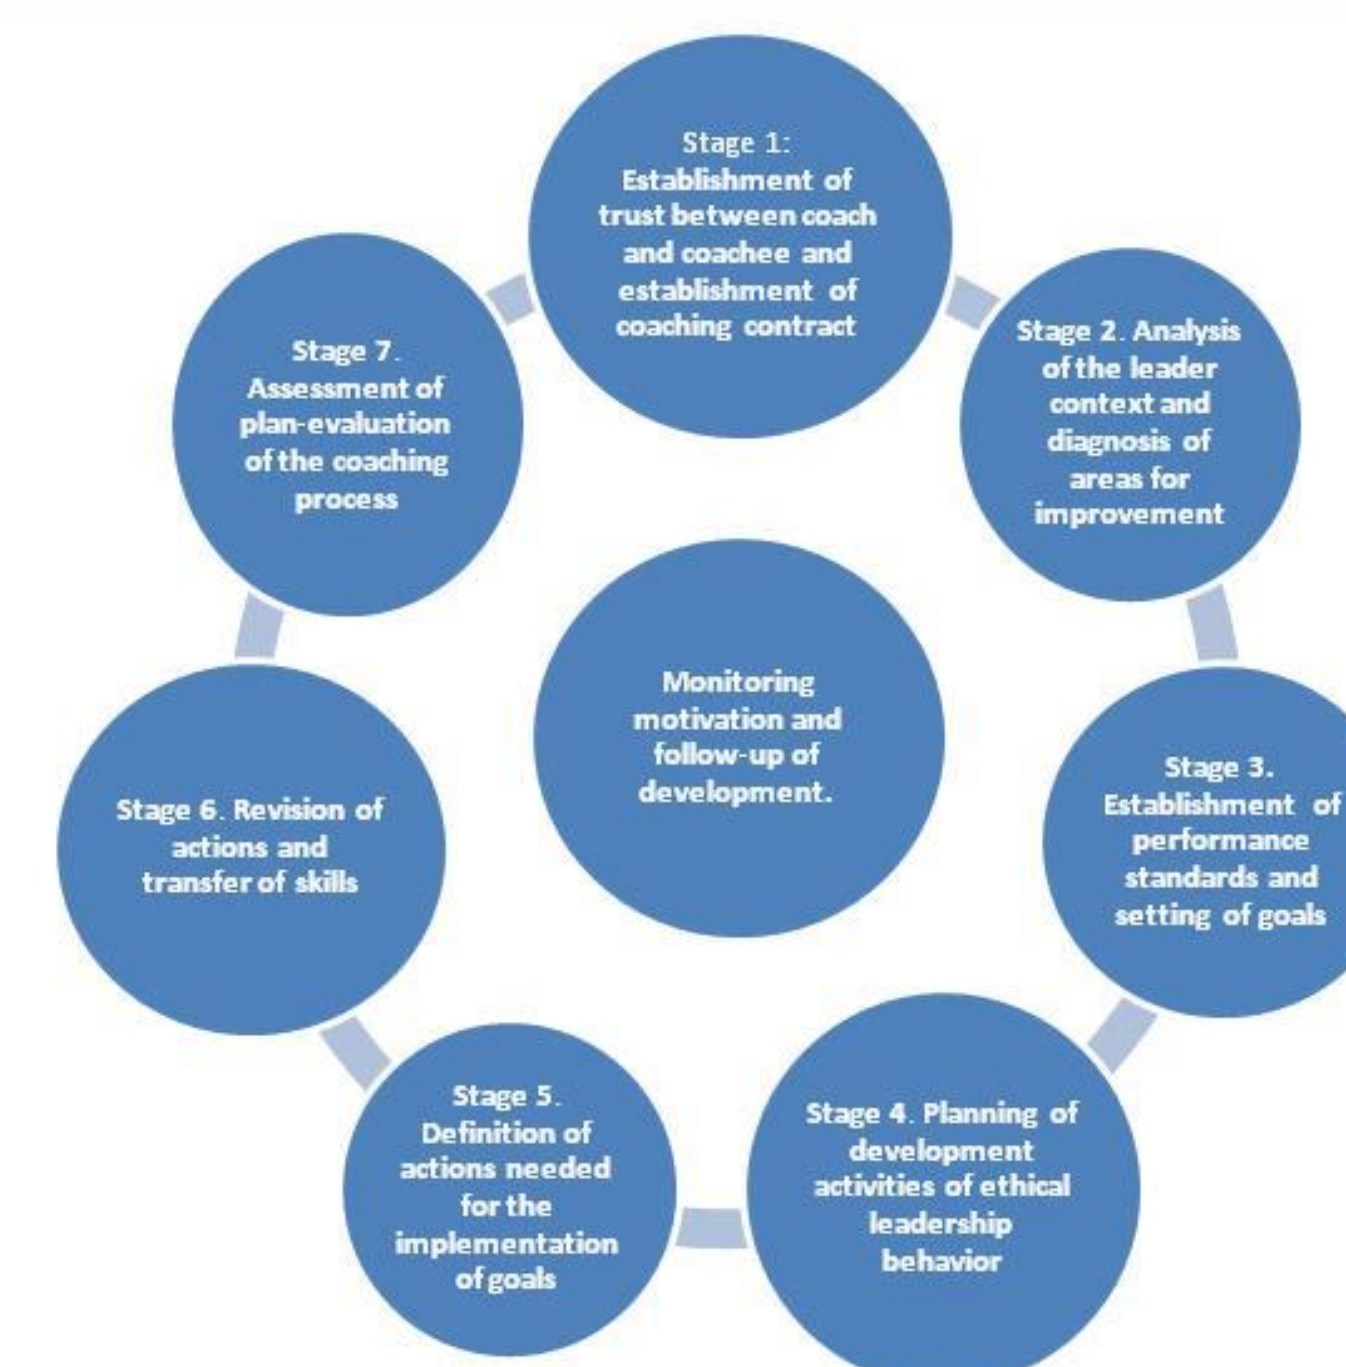 Stage 1:
Establishment of
trust between coach
and coachee and
establishment of
coaching contract
Stage 2. Analysis
of the leader
context and
diagnosis of
areas for
improvement
Stage 3.
Establishment of
performance
standards and
setting of goals
Stage 4. Planning of
development
activities of ethical
leadership
behavior
Stage 5.
Definition of
actions needed
for the
implementation
of goals
Stage 6. Revision of
actions and
transfer of skills
Stage 7.
Assessment of
plan-evaluation
of the coaching
process
Monitoring
motivation and
follow-up of
development.